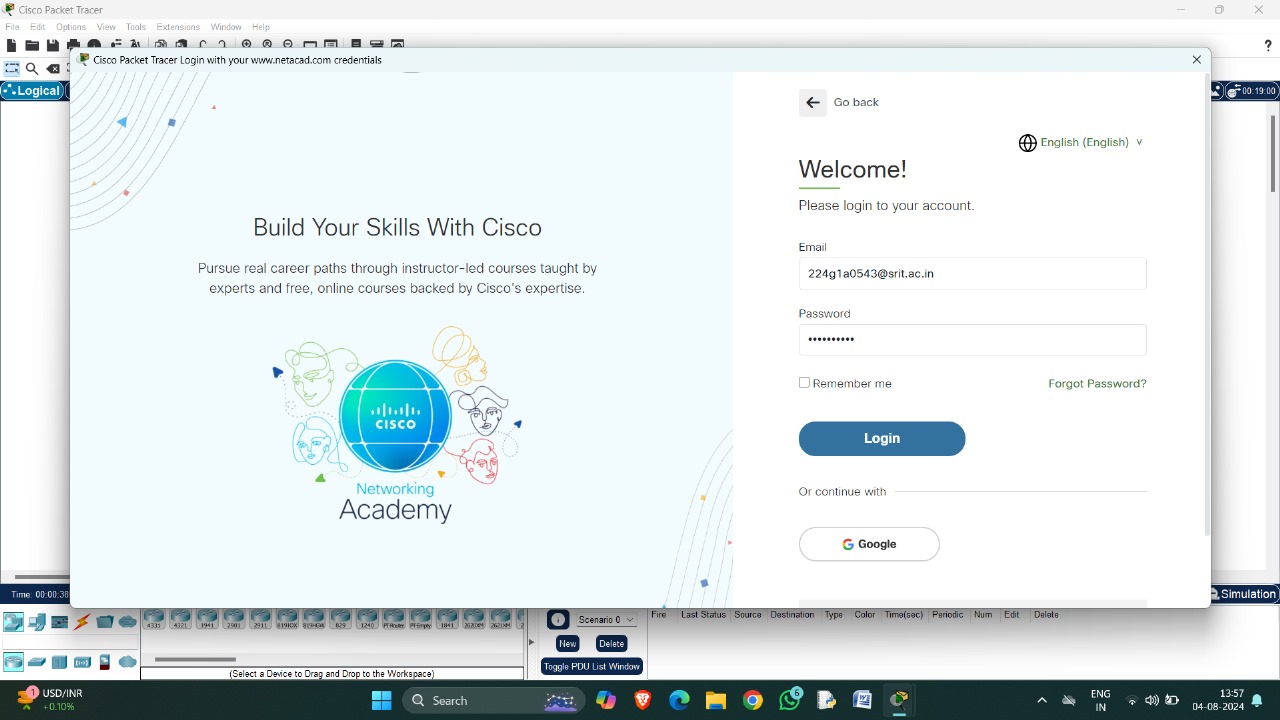 Cisco Packet Tracer
File Edit Options View Tools Extensions Window Help
?
Cisco Packet Tracer Login with your www.netacad.com credentials
Logical
00:19:00
Go back
English (English)
Welcome!
Please login to your account.
Build Your Skills With Cisco
Pursue real career paths through instructor-led courses taught by
experts and free, online courses backed by Cisco's expertise.
Email
224g1a0543@srit.ac.in
Password
••••••••••
Remember me
Forgot Password?
Login
CISCO
Networking
Academy
Or continue with
Google
Time: 00:00:38
Simulation
4331 4321 1941 2901 2911 819IOX 819HGW 829 1240 PT-Router PT-Empty 1841 2620XM 2621XM 2
Scenario 0
Fire Last Status Source Destination Type Color Time(sec) Periodic Num Edit Delete
New Delete
Toggle PDU List Window
(Select a Device to Drag and Drop to the Workspace)
1
USD/INR
+0.10%
Search
6
ENG
IN
13:57
04-08-2024